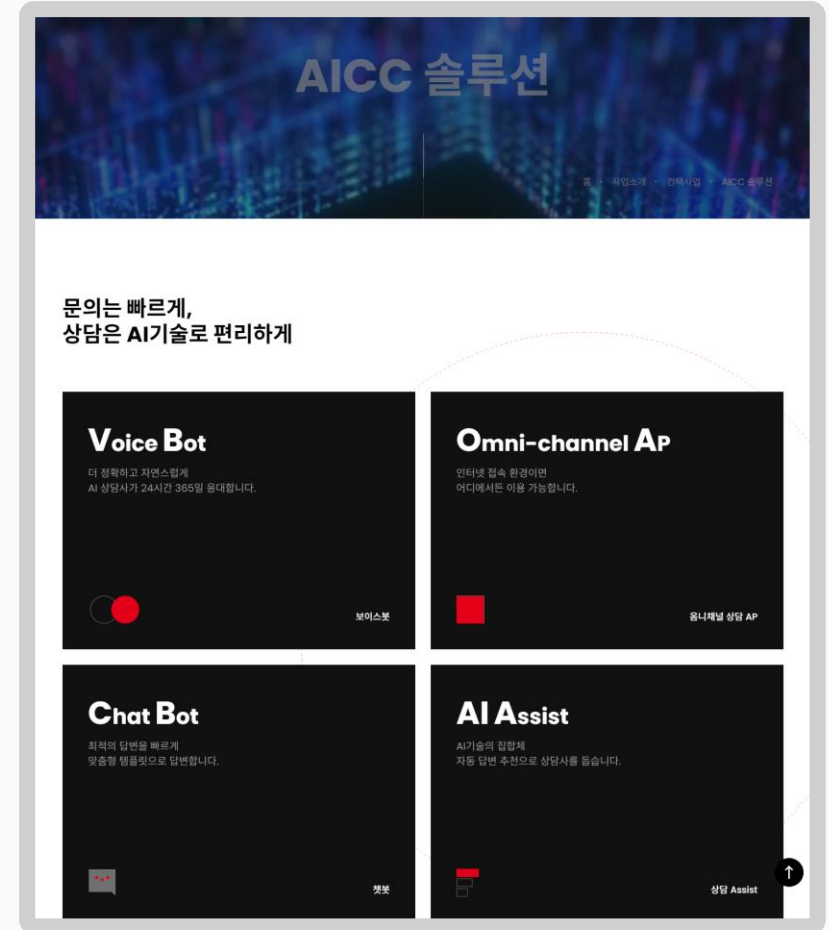 AICC 솔루션
홈 • 사업소개 • 컨택사업 • AICC 솔루션
문의는 빠르게,
상담은 AI기술로 편리하게
Voice Bot
더 정확하고 자연스럽게
AI 상담사가 24시간 365일 응대합니다.
보이스봇
Omni-channel AP
인터넷 접속 환경이면
어디에서든 이용 가능합니다.
옴니채널 상담 AP
Chat Bot
최적의 답변을 빠르게
맞춤형 템플릿으로 답변합니다.
챗봇
AI Assist
AI기술의 집합체
자동 답변 추천으로 상담사를 돕습니다.
상담 Assist